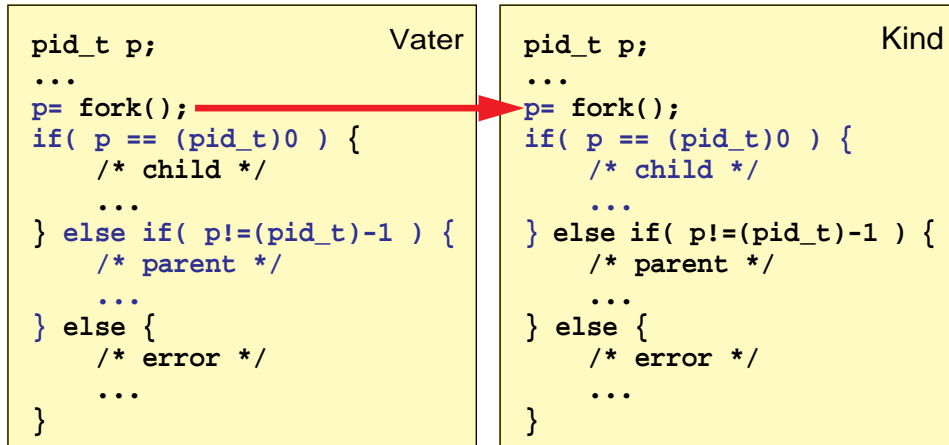 Vater
pid_t p;
...
p= fork();
if( p == (pid_t)0 ) {
/* child */
...
} else if( p!=(pid_t)-1 ) {
/* parent */
...
} else {
/* error */
...
}
Kind
pid_t p;
...
p= fork();
if( p == (pid_t)0 ) {
/* child */
...
} else if( p!=(pid_t)-1 ) {
/* parent */
...
} else {
/* error */
...
}